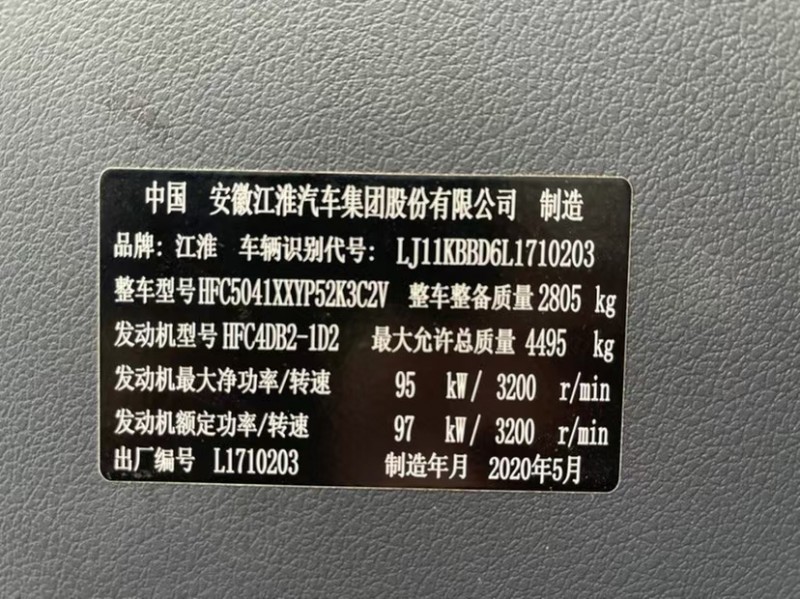 中国 安徽江淮汽车集团股份有限公司 制造
品牌: 江淮 车辆识别代号: LJ11KBBD6L1710203
整车型号HFC5041XXYP52K3C2V 整车整备质量2805 kg
发动机型号HFC4DB2-1D2 最大允许总质量 4495 kg
发动机最大净功率/转速 95 kW/ 3200 r/min
发动机额定功率/转速 97 kW/ 3200 r/min
出厂编号 L1710203 制造年月 2020年5月